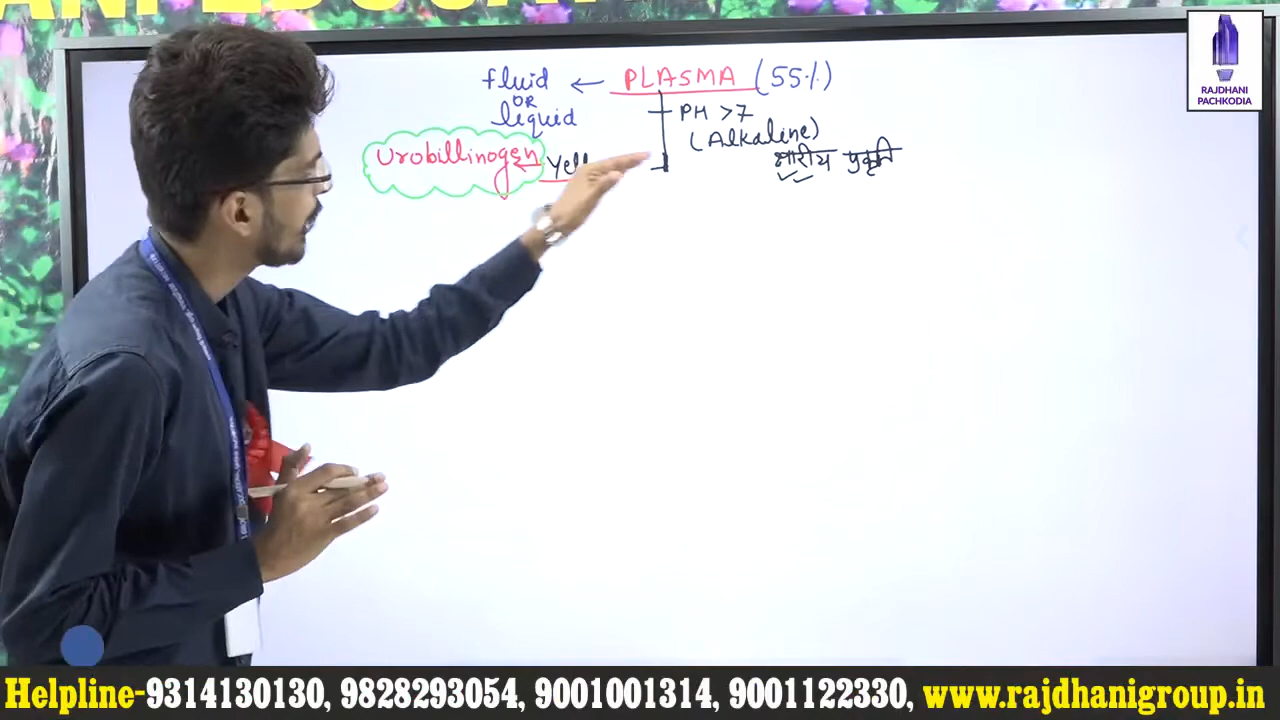 fluid ← PLASMA (55%)
OR
liquid
PH >7
(Alkaline)
क्षारीय प्रकृति
Urobillinogen ← Yell
RAJDHANI
PACHKODIA
Helpline-9314130130, 9828293054, 9001001314, 9001122330, www.rajdhanigroup.in